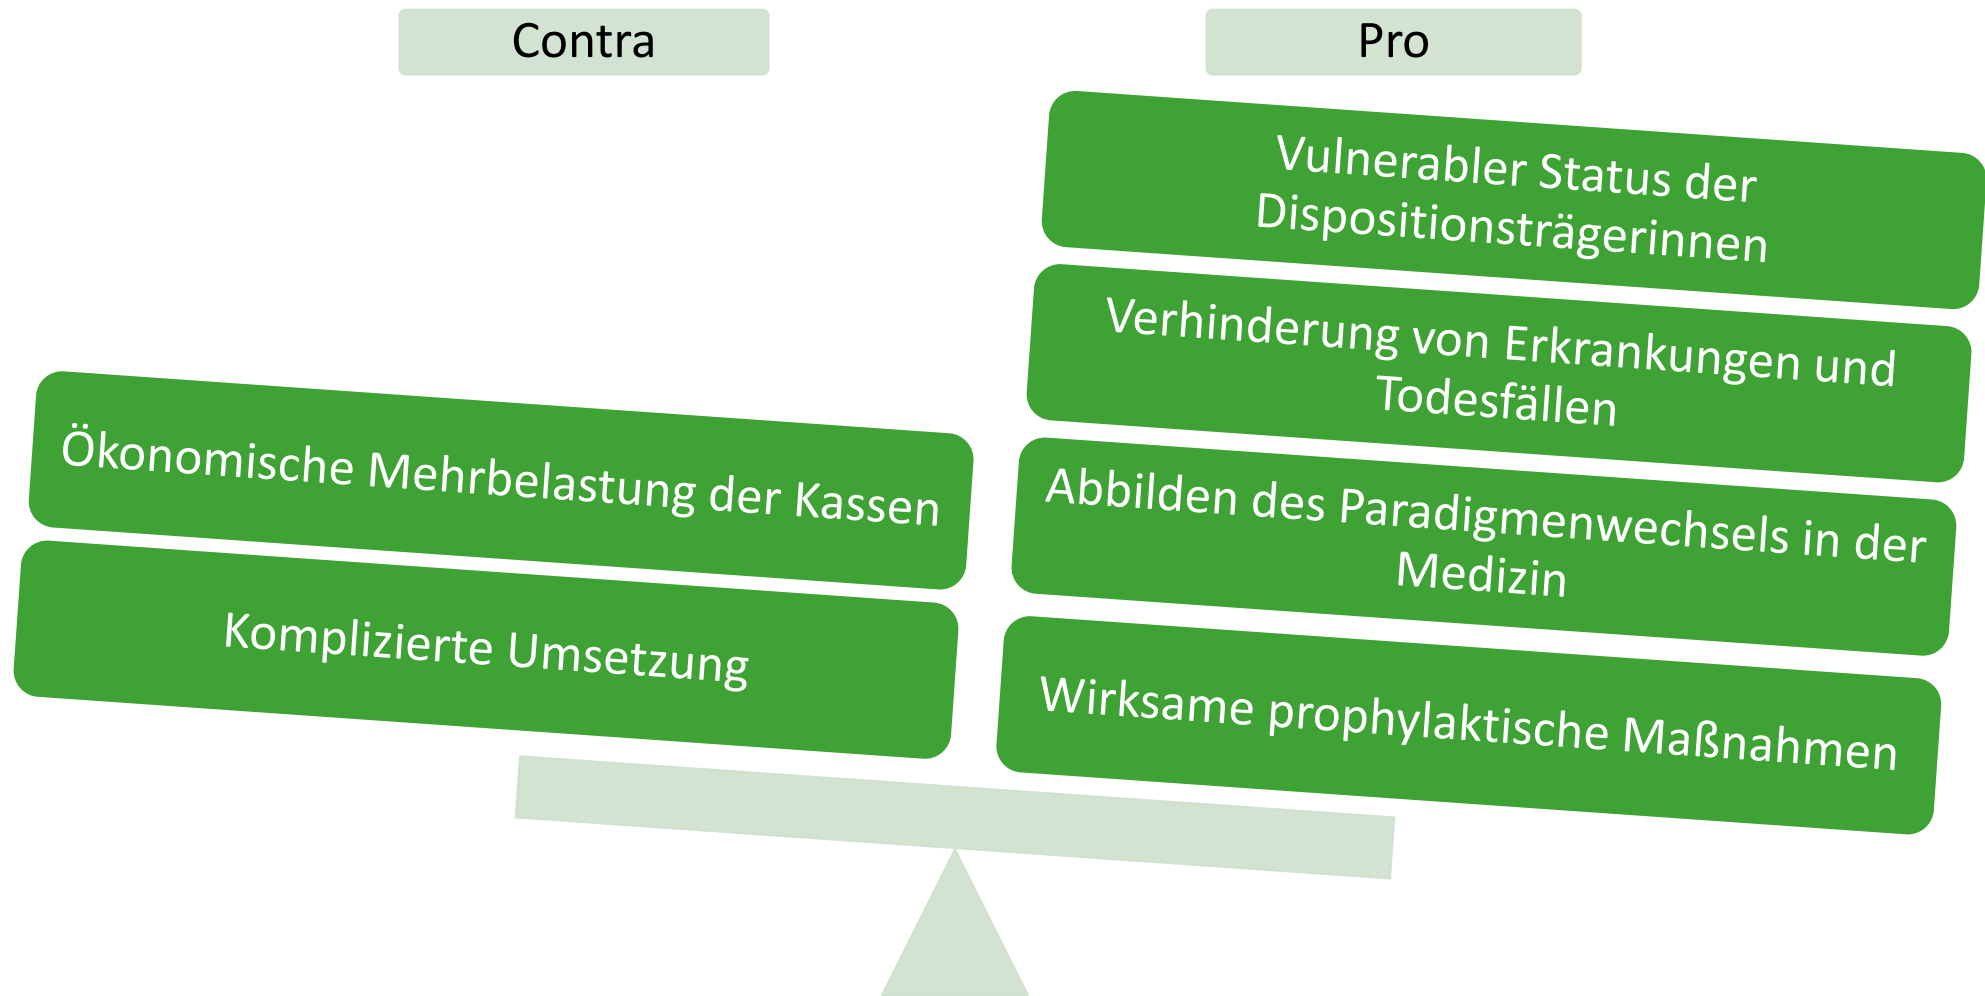 Contra
Ökonomische Mehrbelastung der Kassen
Komplizierte Umsetzung
Pro
Vulnerabler Status der
Dispositionsträgerinnen
Verhinderung von Erkrankungen und
Todesfällen
Abbilden des Paradigmenwechsels in der
Medizin
Wirksame prophylaktische Maßnahmen